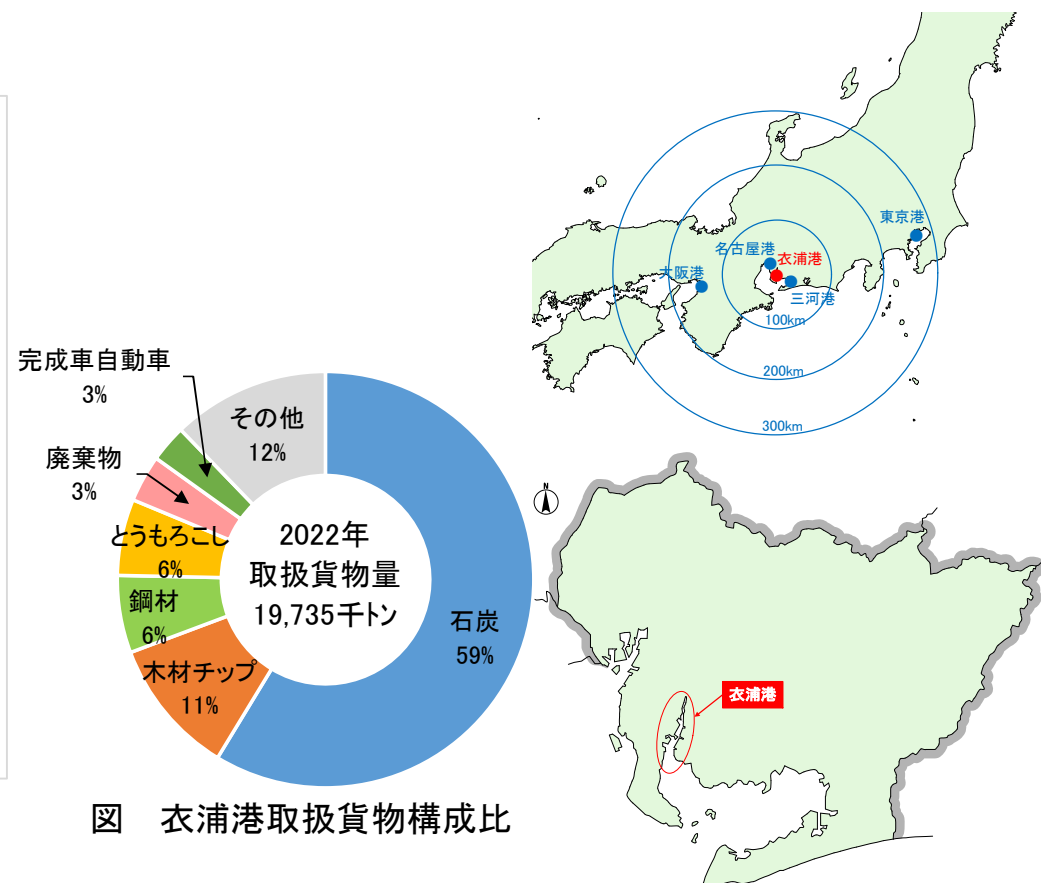 完成車自動車
3%
廃棄物
3%
とうもろこし
6%
鋼材
6%
木材チップ
11%
その他
12%
石炭
59%
2022年
取扱貨物量
19,735千トン
図　衣浦港取扱貨物構成比
東京港
名古屋港
衣浦港
大阪港
三河港
100km
200km
300km
N
衣浦港